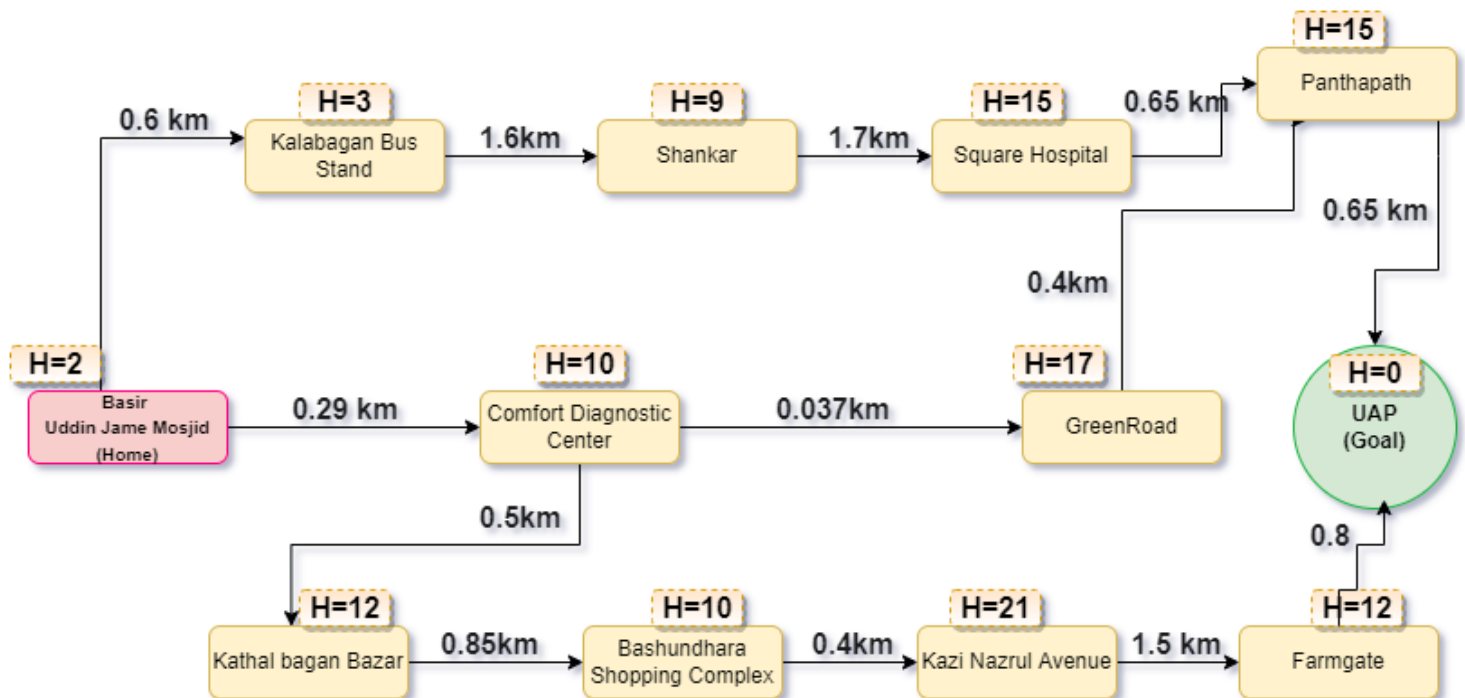 H=15
Panthapath
H=3
H=9
H=15
0.6 km
0.65 km
Kalabagan Bus
Stand
1.6km
Shankar
1.7km
Square Hospital
0.65 km
0.4km
H=2
H=10
H=17
H=0
Basir
Uddin Jame Mosjid
(Home)
0.29 km
Comfort Diagnostic
Center
0.037km
GreenRoad
UAP
(Goal)
0.5km
0.8
H=12
H=10
H=21
H=12
Kathal bagan Bazar
0.85km
Bashundhara
Shopping Complex
0.4km
Kazi Nazrul Avenue
1.5 km
Farmgate